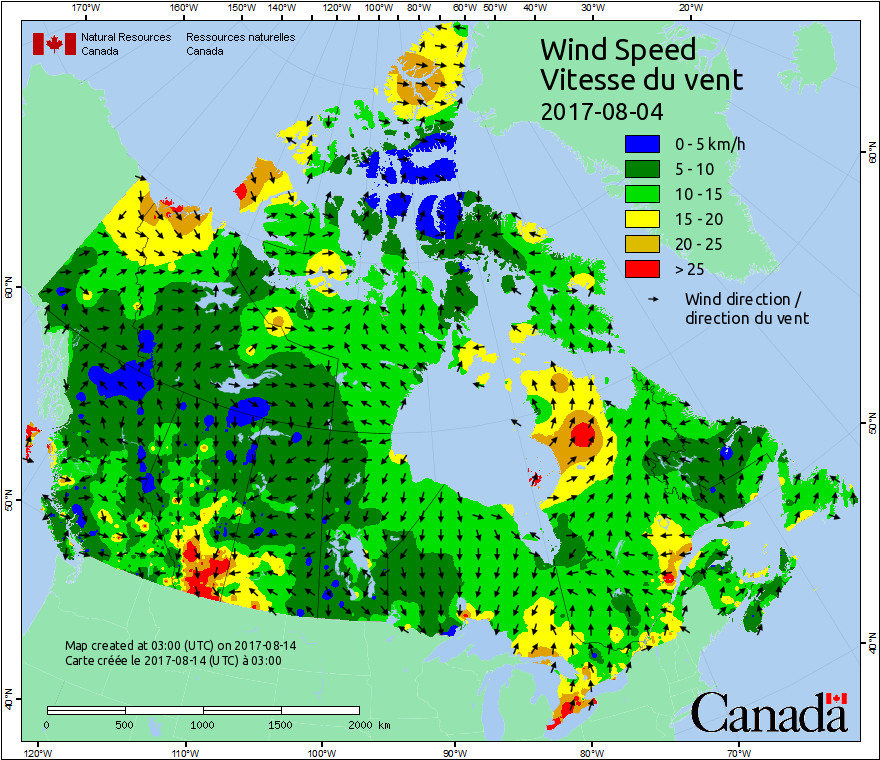 170°W 160°W 150°W 140°W 130°W 120°W 110°W 100°W 90°W 80°W 70°W 60°W 50°W 40°W 30°W 20°W
Natural Resources Ressources naturelles
Canada Canada
Wind Speed
Vitesse du vent
2017-08-04
0 - 5 km/h
5 - 10
10 - 15
15 - 20
20 - 25
> 25
Wind direction /
direction du vent
60°N
60°N
50°N
50°N
40°N
40°N
Map created at 03:00 (UTC) on 2017-08-14
Carte créée le 2017-08-14 (UTC) à 03:00
0 500 1000 1500 2000 km
Canada
120°W 110°W 100°W 90°W 80°W 70°W